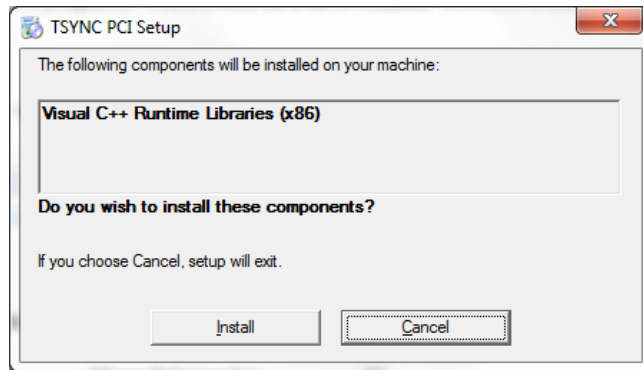 TSYNC PCI Setup
The following components will be installed on your machine:
Visual C++ Runtime Libraries (x86)
Do you wish to install these components?
If you choose Cancel, setup will exit.
Install
Cancel